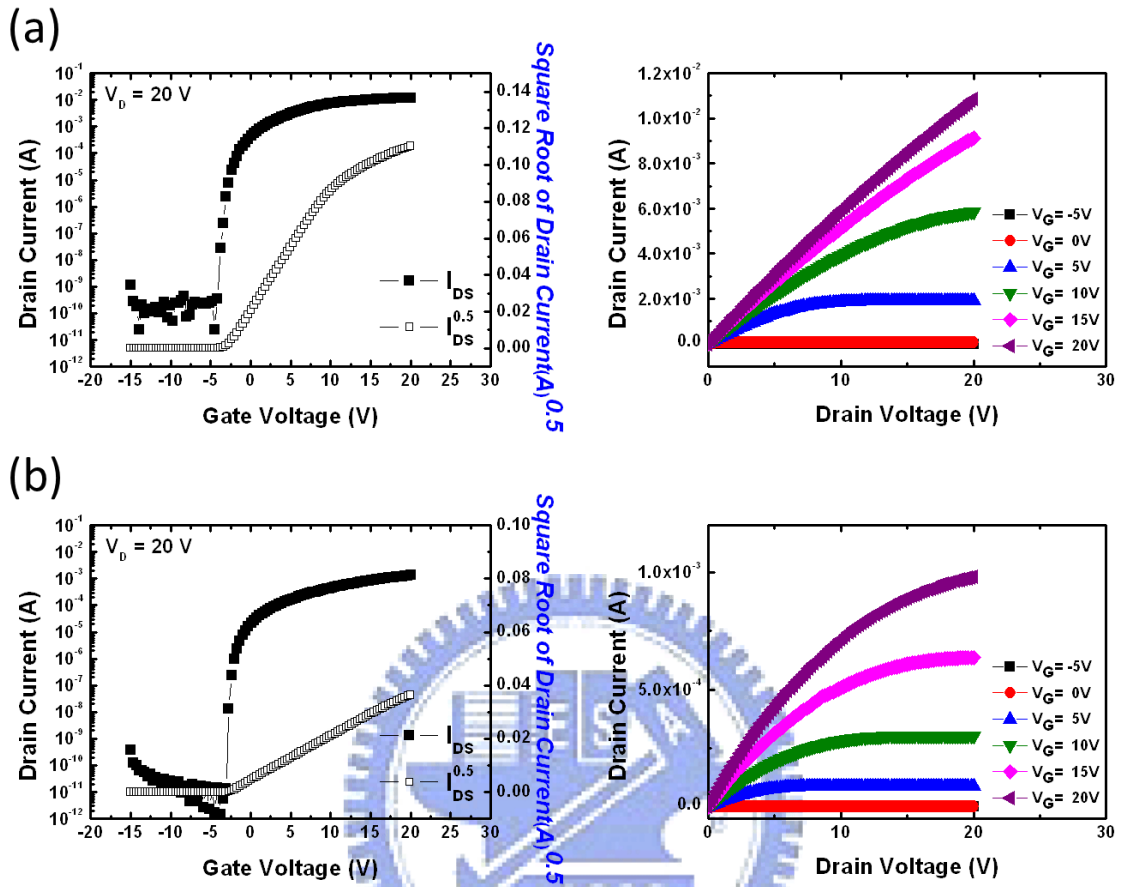 (a)
V_D = 20 V
10^-1
10^-2
10^-3
10^-4
10^-5
10^-6
10^-7
10^-8
10^-9
10^-10
10^-11
10^-12
Drain Current (A)
-20 -15 -10 -5 0 5 10 15 20 25 30
Gate Voltage (V)
0.14
0.12
0.10
0.08
0.06
0.04
0.02
0.00
Square Root of Drain Current(A)^0.5
I_DS
I_DS^0.5
1.2x10^-2
1.0x10^-2
8.0x10^-3
6.0x10^-3
4.0x10^-3
2.0x10^-3
0.0
Drain Current (A)
0 10 20 30
Drain Voltage (V)
V_G= -5V
V_G= 0V
V_G= 5V
V_G= 10V
V_G= 15V
V_G= 20V
(b)
V_D = 20 V
10^-1
10^-2
10^-3
10^-4
10^-5
10^-6
10^-7
10^-8
10^-9
10^-10
10^-11
10^-12
Drain Current (A)
-20 -15 -10 -5 0 5 10 15 20 25 30
Gate Voltage (V)
0.10
0.08
0.06
0.04
0.02
0.00
Square Root of Drain Current(A)^0.5
I_DS
I_DS^0.5
1.0x10^-3
5.0x10^-4
0.0
Drain Current (A)
0 10 20 30
Drain Voltage (V)
V_G= -5V
V_G= 0V
V_G= 5V
V_G= 10V
V_G= 15V
V_G= 20V